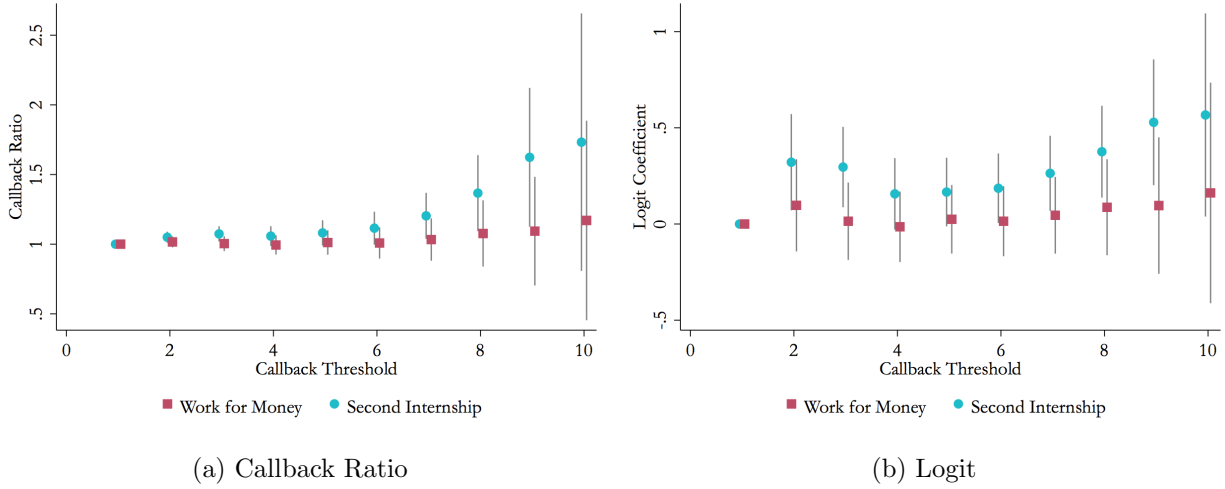 Callback Ratio
2.5
2
1.5
1
.5
0 2 4 6 8 10
Callback Threshold
Work for Money Second Internship
(a) Callback Ratio
Logit Coefficient
1
.5
0
-.5
0 2 4 6 8 10
Callback Threshold
Work for Money Second Internship
(b) Logit